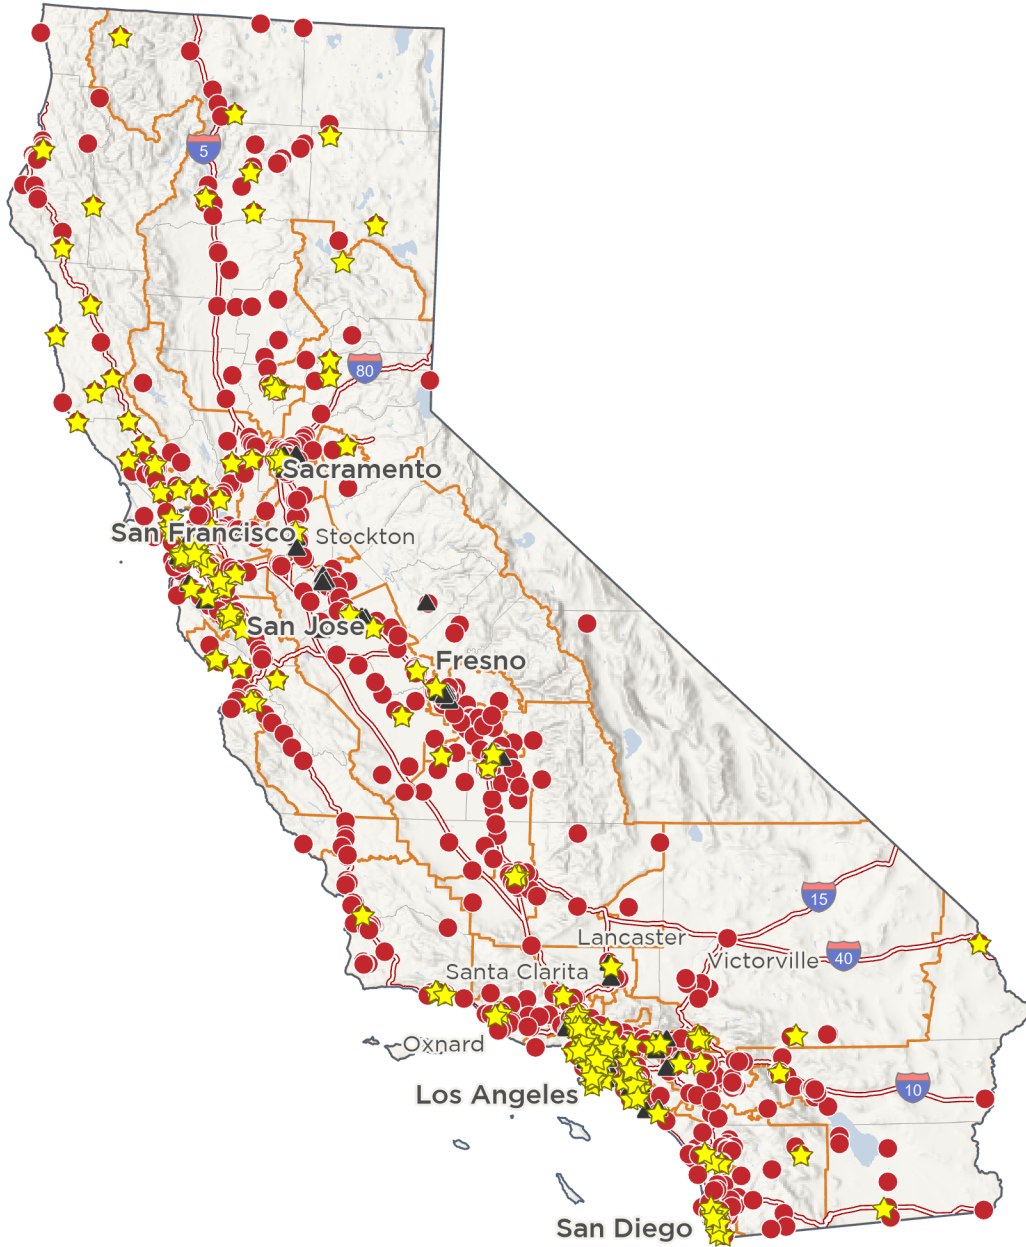 5
80
Sacramento
San Francisco
Stockton
San Jose
Fresno
15
Lancaster
Victorville
40
Santa Clarita
Oxnard
10
Los Angeles
San Diego